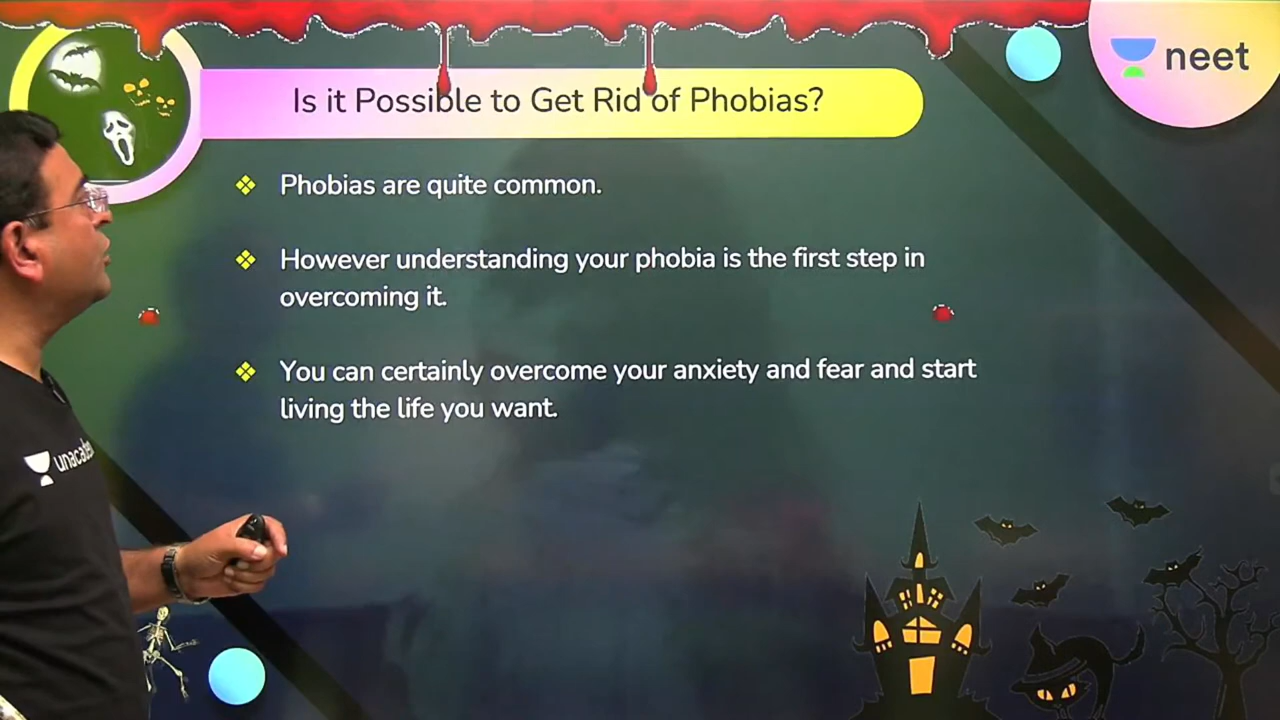 neet
Is it Possible to Get Rid of Phobias?
Phobias are quite common.
However understanding your phobia is the first step in
overcoming it.
You can certainly overcome your anxiety and fear and start
living the life you want.